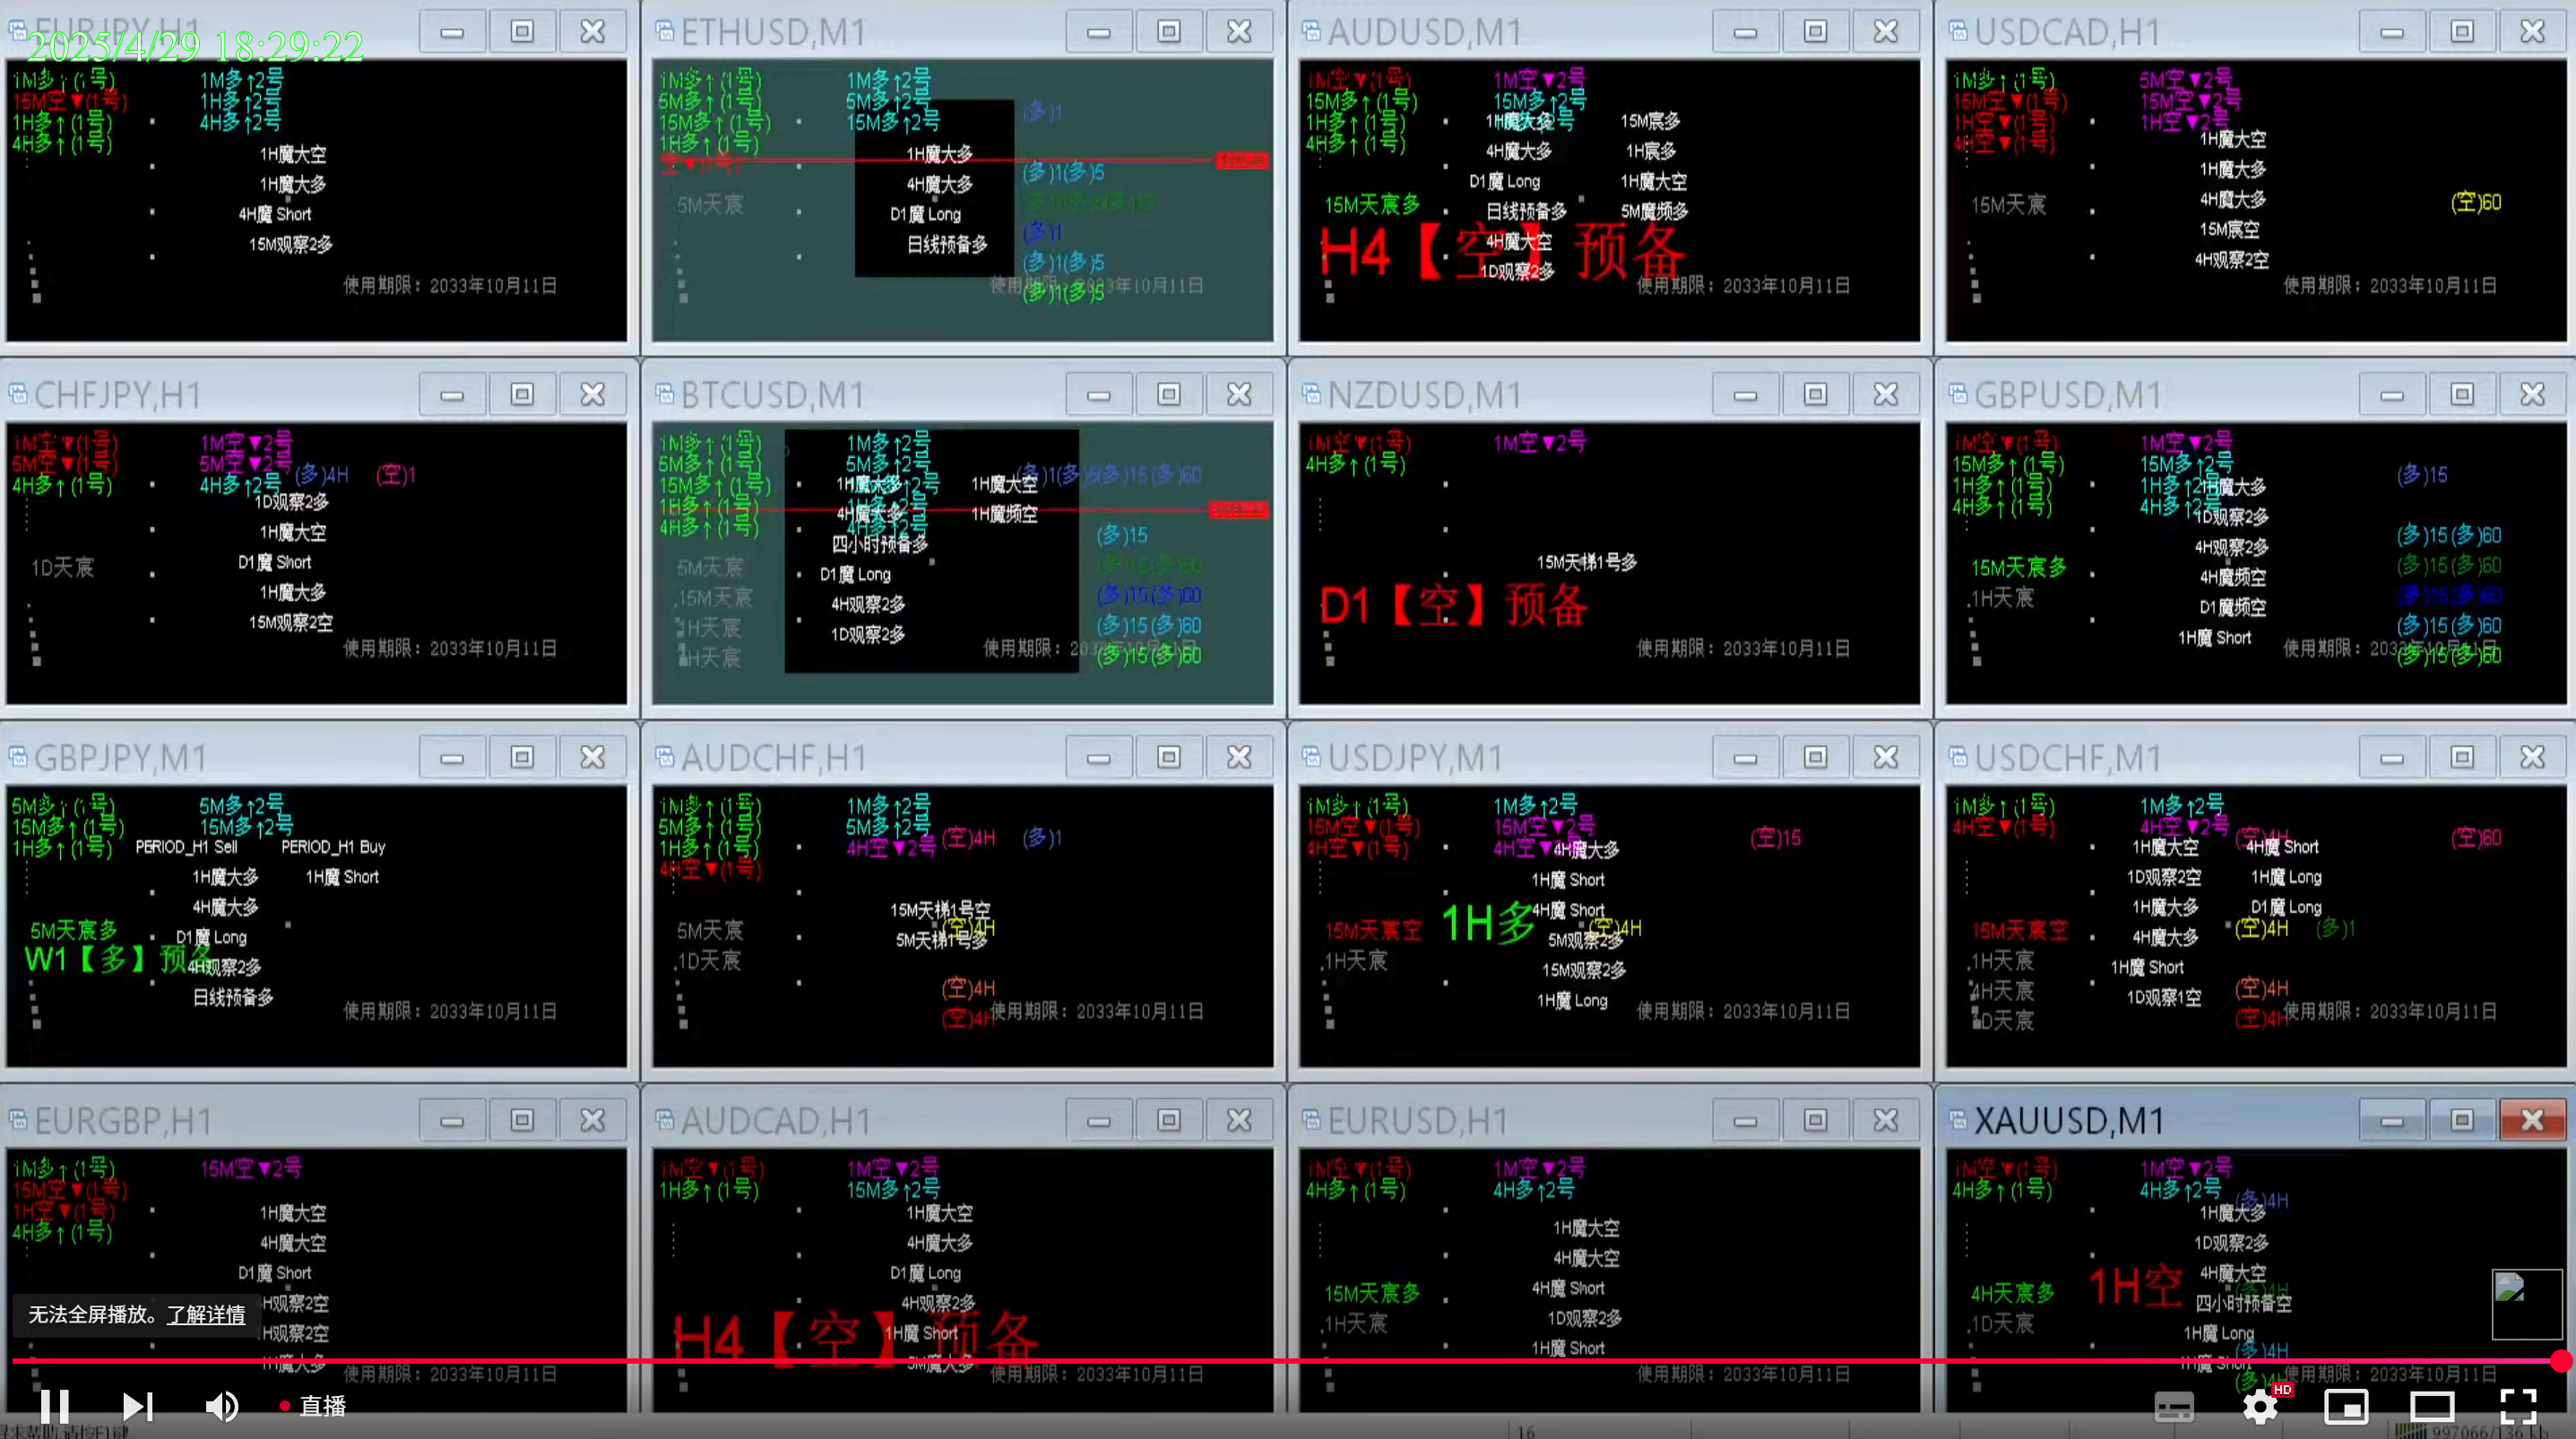 2025/4/29 18:29:22
EURJPY,H1
1M多↑(1号) 1M多↑2号
15M空▼(1号) 1H多↑2号
1H多↑(1号) 4H多↑2号
4H多↑(1号)
1H魔大空
1H魔大多
4H魔 Short
15M观察2多
使用期限：2033年10月11日
ETHUSD,M1
1M多↑(1号) 1M多↑2号
5M多↑(1号) 5M多↑2号
15M多↑(1号) 15M多↑2号
1H多↑(1号)
空▼(1号)
(多)1
1H魔大多
(多)1(多)5
4H魔大多
5M天宸
D1魔 Long
(多)1
日线预备多
(多)1(多)5
使用期限：2033年10月11日
(多)1(多)5
AUDUSD,M1
1M空▼(1号) 1M空▼2号
15M多↑(1号) 15M多↑2号
1H多↑(1号) 1H魔大多 15M宸多
4H多↑(1号) 4H魔大多 1H宸多
D1魔 Long 1H魔大空
15M天宸多 日线预备多 5M魔频多
H4【空】预备
4H魔大空
1D观察2多
使用期限：2033年10月11日
USDCAD,H1
1M多↑(1号) 5M空▼2号
15M空▼(1号) 15M空▼2号
1H空▼(1号) 1H空▼2号
4H空▼(1号) 1H魔大空
1H魔大多
15M天宸 4H魔大多 (空)60
15M宸空
4H观察2空
使用期限：2033年10月11日
CHFJPY,H1
1M空▼(1号) 1M空▼2号
5M空▼(1号) 5M空▼2号 (多)4H (空)1
4H多↑(1号) 4H多↑2号
1D观察2多
1H魔大空
1D天宸 D1魔 Short
1H魔大多
15M观察2空
使用期限：2033年10月11日
BTCUSD,M1
1M多↑(1号) 1M多↑2号
5M多↑(1号) 5M多↑2号
(多)1(多)5(多)15(多)60
15M多↑(1号) 1H魔大多 1H魔大空
1H多↑(1号) 1H多↑2号
4H多↑(1号) 4H魔大多 4H多↑2号 1H魔频空
四小时预备多 (多)15
5M天宸 D1魔 Long
15M天宸 4H观察2多 (多)15(多)60
1H天宸 1D观察2多 (多)15(多)60
使用期限：2033年10月11日
H天宸 (多)15(多)60
NZDUSD,M1
1M空▼(1号) 1M空▼2号
4H多↑(1号)
15M天梯1号多
D1【空】预备
使用期限：2033年10月11日
GBPUSD,M1
1M空▼(1号) 1M空▼2号
15M多↑(1号) 15M多↑2号 (多)15
1H多↑(1号) 1H多↑2号 1H魔大多
4H多↑(1号) 4H多↑2号 1D观察2多
4H观察2多 (多)15(多)60
15M天宸多 4H魔频空 (多)15(多)60
1H天宸 D1魔频空 (多)15(多)60
1H魔 Short (多)15(多)60
使用期限：2033年10月11日
(多)15(多)60
GBPJPY,M1
5M多↑(1号) 5M多↑2号
15M多↑(1号) 15M多↑2号
1H多↑(1号) PERIOD_H1 Sell PERIOD_H1 Buy
1H魔大多 1H魔 Short
4H魔大多
5M天宸多 D1魔 Long
W1【多】预备
4H观察2多
日线预备多
使用期限：2033年10月11日
AUDCHF,H1
1M多↑(1号) 1M多↑2号
5M多↑(1号) 5M多↑2号
1H多↑(1号) 4H空▼2号 (空)4H (多)1
4H空▼(1号)
15M天梯1号空
5M天宸 (空)4H
5M天梯1号多
1D天宸
(空)4H
使用期限：2033年10月11日
(空)4H
USDJPY,M1
1M多↑(1号) 1M多↑2号
15M空▼(1号) 15M空▼2号 (空)15
4H空▼(1号) 4H空▼ 4H魔大多
1H魔 Short
1H多 4H魔 Short
15M天宸空 (空)4H
5M观察2多
1H天宸 15M观察2多
1H魔 Long
使用期限：2033年10月11日
USDCHF,M1
1M多↑(1号) 1M多↑2号
4H空▼(1号) 4H空▼2号 (空)4H (空)60
1H魔大空 4H魔 Short
1D观察2空 1H魔 Long
1H魔大多 D1魔 Long
15M天宸空 4H魔大多 (空)4H (多)1
1H天宸 1H魔 Short
4H天宸 1D观察1空 (空)4H
使用期限：2033年10月11日
D天宸 (空)4H
EURGBP,H1
1M多↑(1号) 15M空▼2号
15M空▼(1号)
1H空▼(1号) 1H魔大空
4H多↑(1号) 4H魔大空
D1魔 Short
H观察2空
H观察2空
1H魔大多
使用期限：2033年10月11日
无法全屏播放。了解详情
AUDCAD,H1
1M空▼(1号) 1M空▼2号
1H多↑(1号) 15M多↑2号
1H魔大空
4H魔大多
D1魔 Long
4H观察2多
H4【空】预备
1H魔 Short
5M魔大多
使用期限：2033年10月11日
EURUSD,H1
1M空▼(1号) 1M空▼2号
4H多↑(1号) 4H多↑2号
1H魔大空
4H魔大空
15M天宸多 4H魔 Short
1H天宸 1D观察2多
1H魔 Short
使用期限：2033年10月11日
XAUUSD,M1
1M空▼(1号) 1M空▼2号
4H多↑(1号) 4H多↑2号 (多)4H
1H魔大多
1D观察2多
1H空 4H魔大空
4H天宸多 (多)4H
四小时预备空
1D天宸 1H魔 Long
(多)4H
1H魔 Short
使用期限：2033年10月11日
直播
HD
16
997066/136 kb